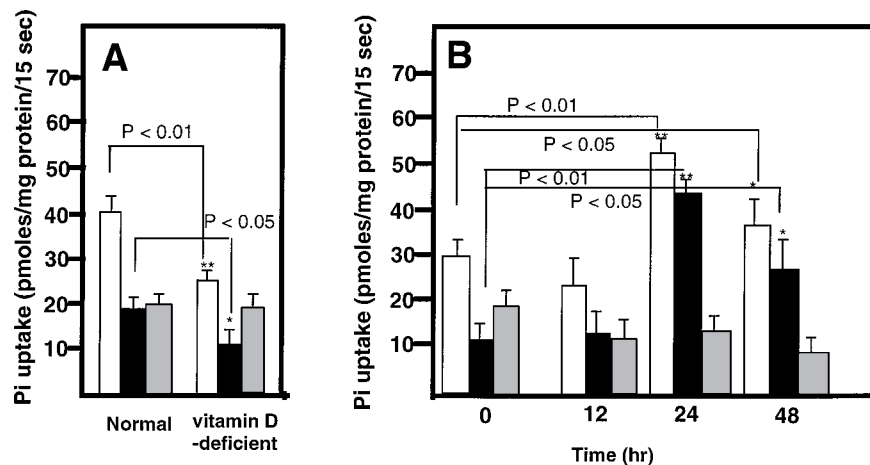 A
Pi uptake (pmoles/mg protein/15 sec)
70
60
50
40
30
20
10
P < 0.01
P < 0.05
**
*
Normal
vitamin D
-deficient
B
Pi uptake (pmoles/mg protein/15 sec)
70
60
50
40
30
20
10
P < 0.01
**
P < 0.05
**
P < 0.01
*
P < 0.05
*
0
12
24
48
Time (hr)